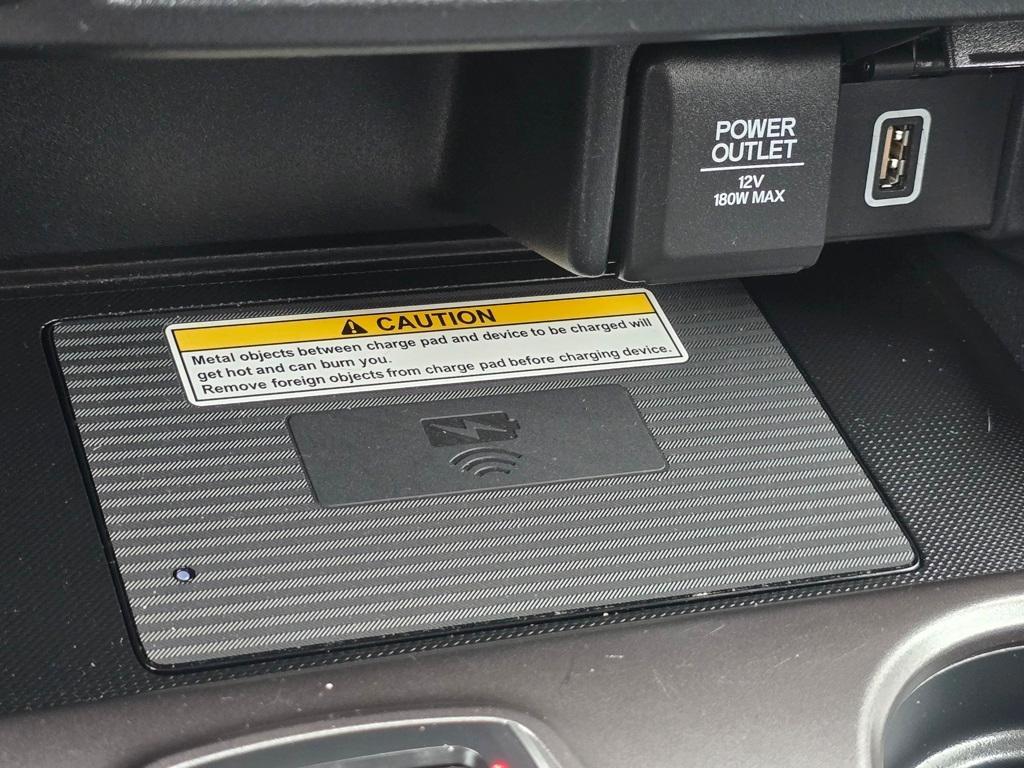 POWER
OUTLET
12V
180W MAX
CAUTION
Metal objects between charge pad and device to be charged will
get hot and can burn you.
Remove foreign objects from charge pad before charging device.